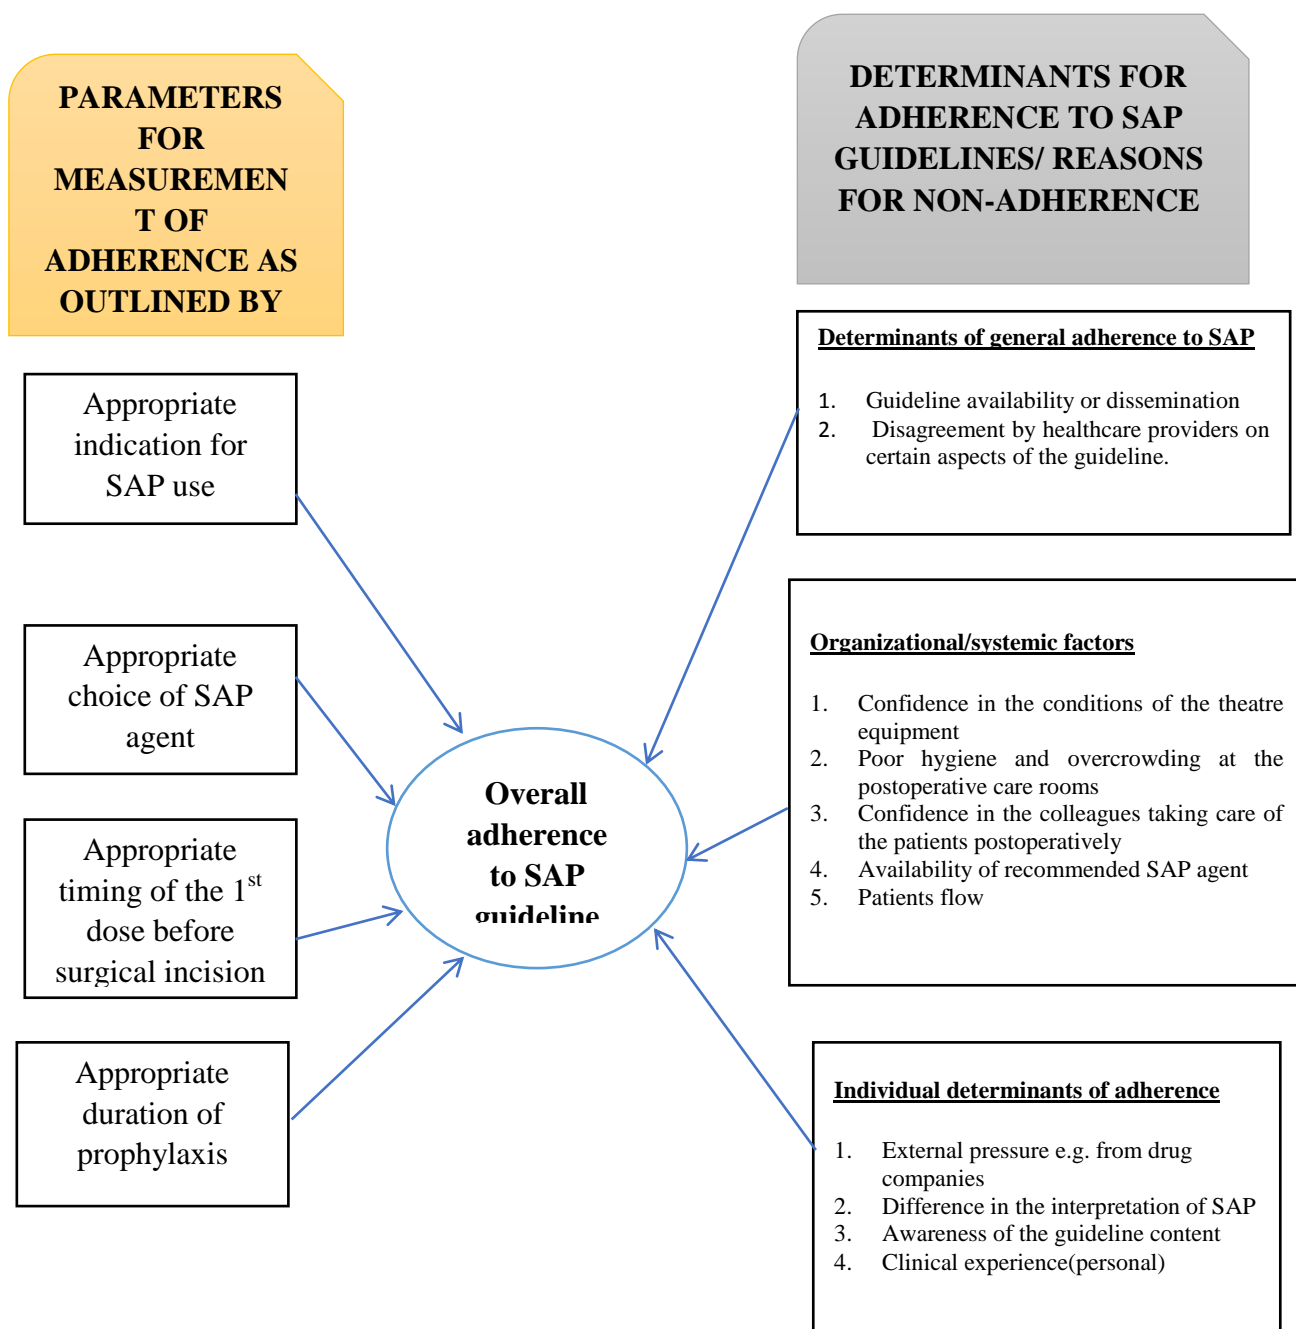 PARAMETERS
FOR
MEASUREMEN
T OF
ADHERENCE AS
OUTLINED BY
Appropriate
indication for
SAP use
Appropriate
choice of SAP
agent
Appropriate
timing of the 1st
dose before
surgical incision
Appropriate
duration of
prophylaxis
Overall
adherence
to SAP
guideline
DETERMINANTS FOR
ADHERENCE TO SAP
GUIDELINES/ REASONS
FOR NON-ADHERENCE
Determinants of general adherence to SAP
1. Guideline availability or dissemination
2. Disagreement by healthcare providers on
certain aspects of the guideline.
Organizational/systemic factors
1. Confidence in the conditions of the theatre
equipment
2. Poor hygiene and overcrowding at the
postoperative care rooms
3. Confidence in the colleagues taking care of
the patients postoperatively
4. Availability of recommended SAP agent
5. Patients flow
Individual determinants of adherence
1. External pressure e.g. from drug
companies
2. Difference in the interpretation of SAP
3. Awareness of the guideline content
4. Clinical experience(personal)